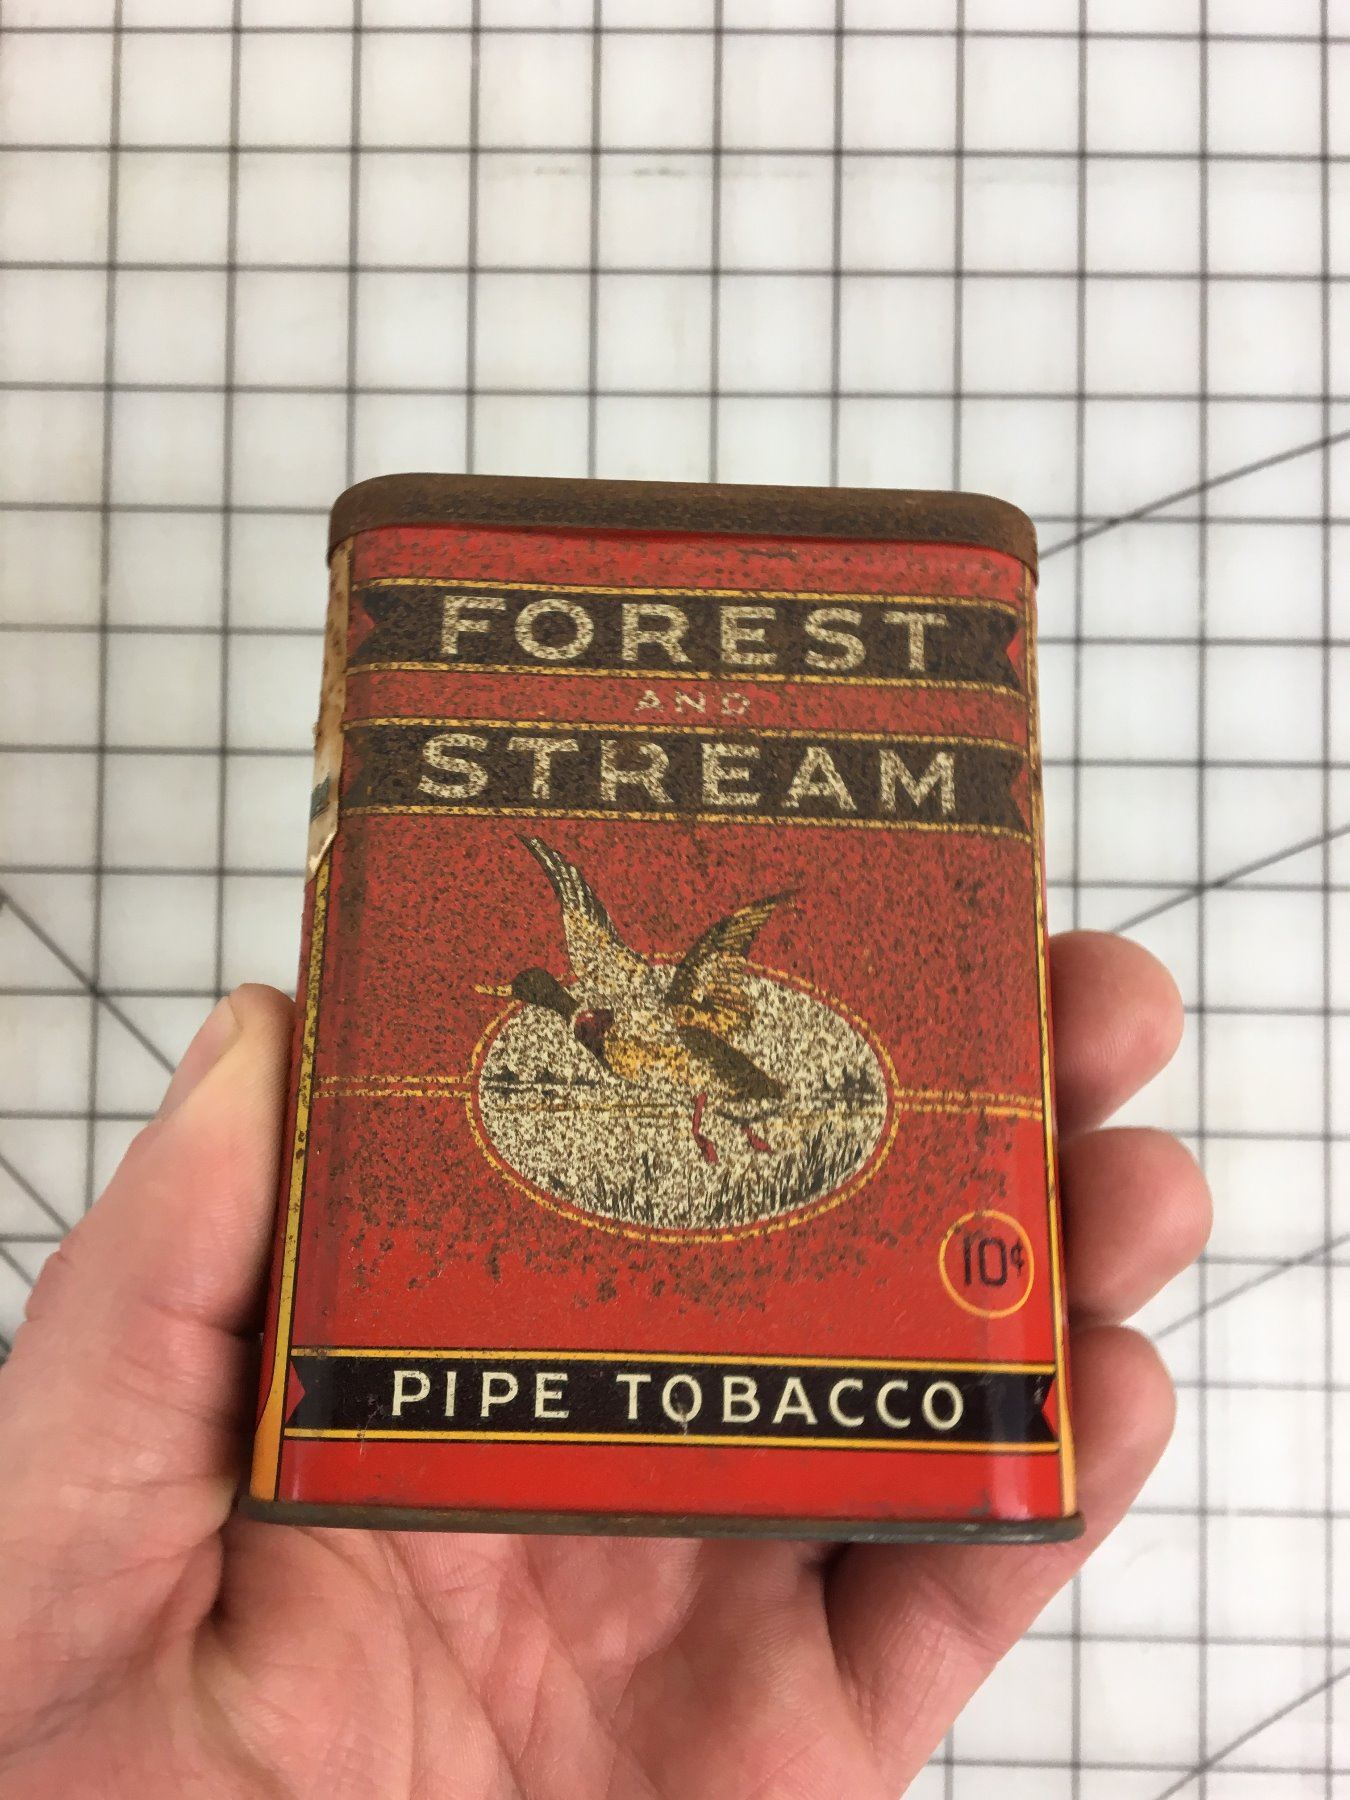 FOREST
AND
STREAM
10¢
PIPE TOBACCO